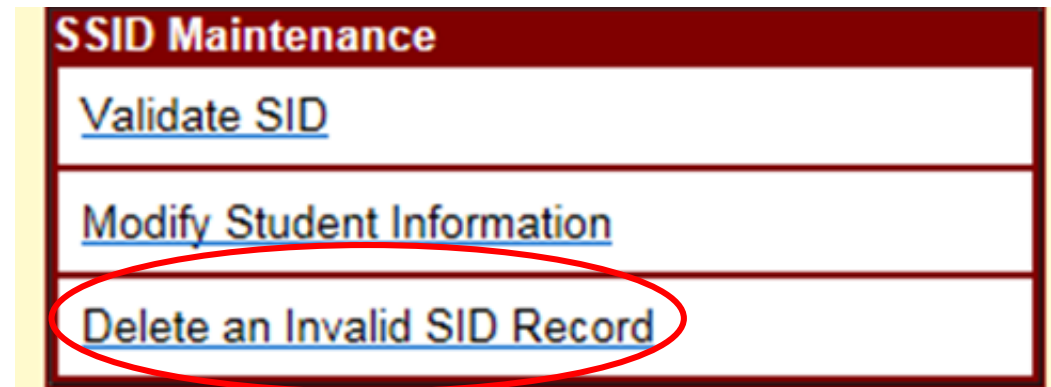 SSID Maintenance
Validate SID
Modify Student Information
Delete an Invalid SID Record